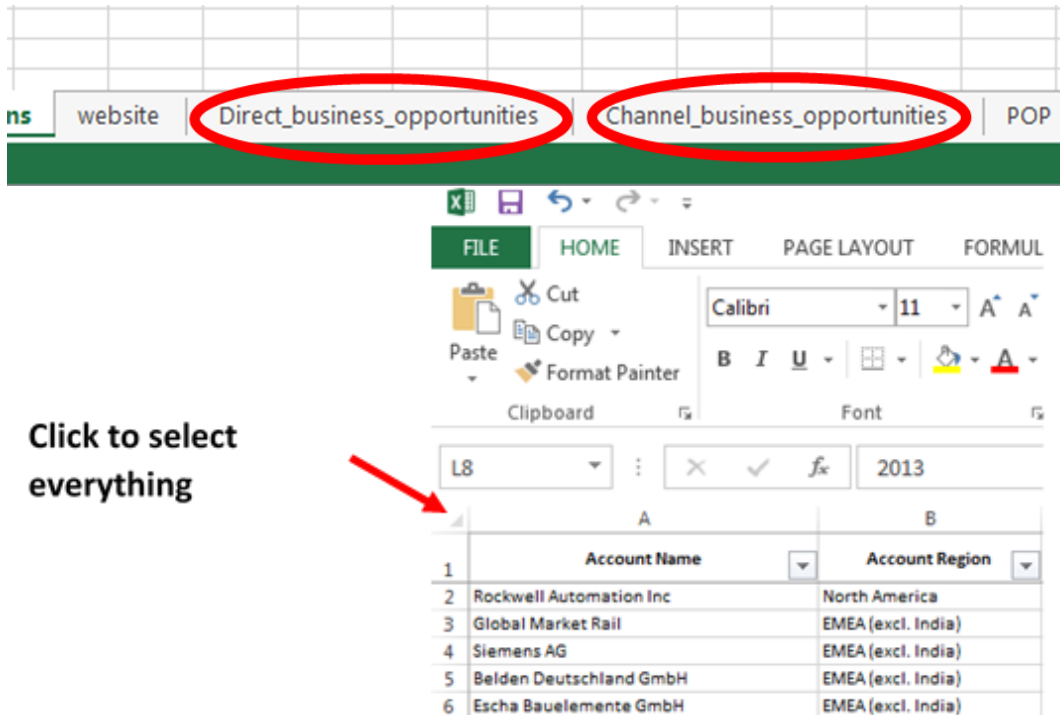 ns website Direct_business_opportunities Channel_business_opportunities POP
FILE HOME INSERT PAGE LAYOUT FORMUL
Cut
Calibri 11 A A
Copy
Paste
B I U A
Format Painter
Clipboard Font
Click to select
everything
L8 fx 2013
A B
1 Account Name Account Region
2 Rockwell Automation Inc North America
3 Global Market Rail EMEA (excl. India)
4 Siemens AG EMEA (excl. India)
5 Belden Deutschland GmbH EMEA (excl. India)
6 Escha Bauelemente GmbH EMEA (excl. India)